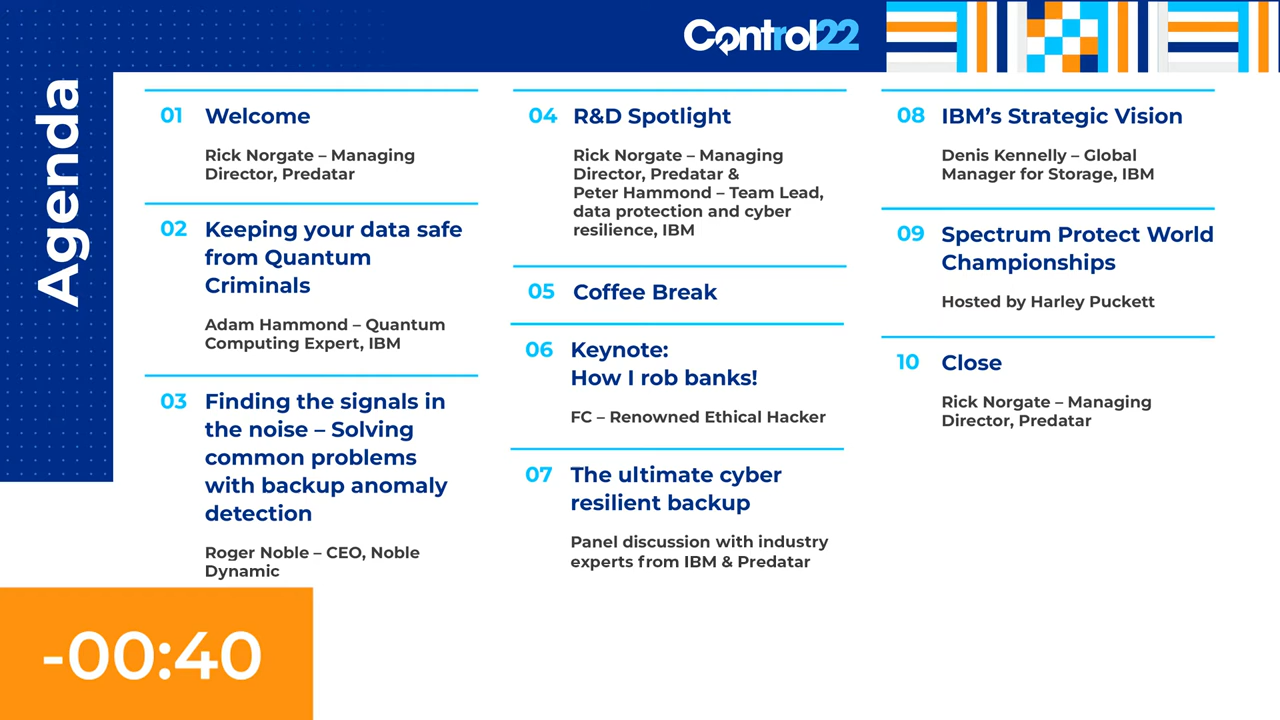 Control22
Agenda
01 Welcome
Rick Norgate – Managing
Director, Predatar
02 Keeping your data safe
from Quantum
Criminals
Adam Hammond – Quantum
Computing Expert, IBM
03 Finding the signals in
the noise – Solving
common problems
with backup anomaly
detection
Roger Noble – CEO, Noble
Dynamic
04 R&D Spotlight
Rick Norgate – Managing
Director, Predatar &
Peter Hammond – Team Lead,
data protection and cyber
resilience, IBM
05 Coffee Break
06 Keynote:
How I rob banks!
FC – Renowned Ethical Hacker
07 The ultimate cyber
resilient backup
Panel discussion with industry
experts from IBM & Predatar
08 IBM’s Strategic Vision
Denis Kennelly – Global
Manager for Storage, IBM
09 Spectrum Protect World
Championships
Hosted by Harley Puckett
10 Close
Rick Norgate – Managing
Director, Predatar
-00:40